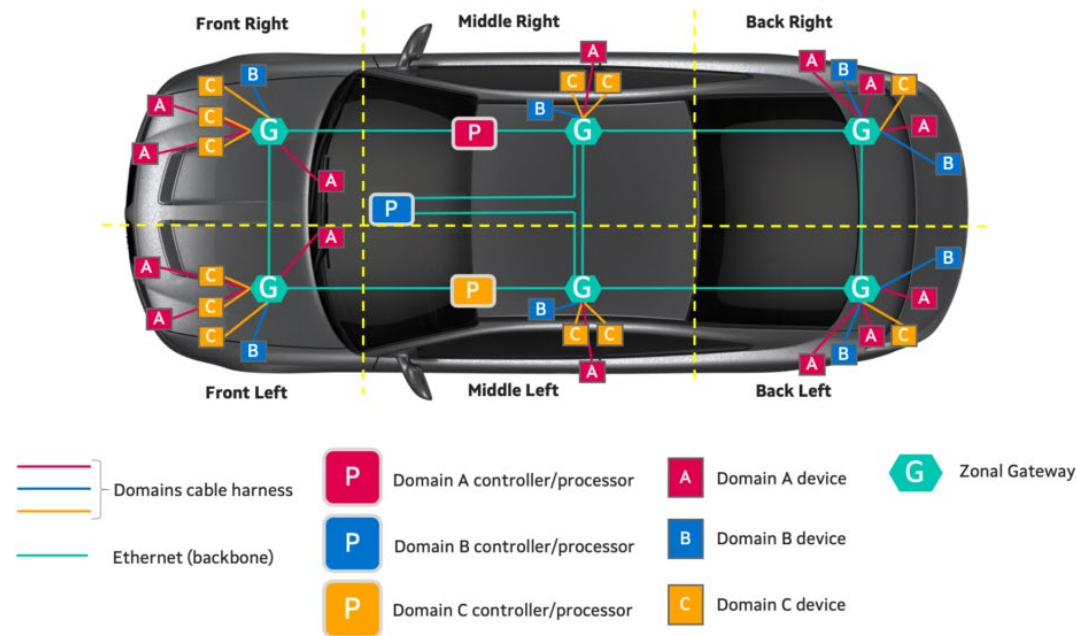 Front Right
Middle Right
Back Right
A
A
B
A
C
C
C
B
A
C
B
C
A
A
C
B
G
P
G
G
A
A
C
B
A
P
A
B
A
C
G
P
G
G
A
C
B
A
A
C
B
C
C
A
C
B
B
A
A
Front Left
Middle Left
Back Left
Domains cable harness
Ethernet (backbone)
P Domain A controller/processor
P Domain B controller/processor
P Domain C controller/processor
A Domain A device
B Domain B device
C Domain C device
G Zonal Gateway